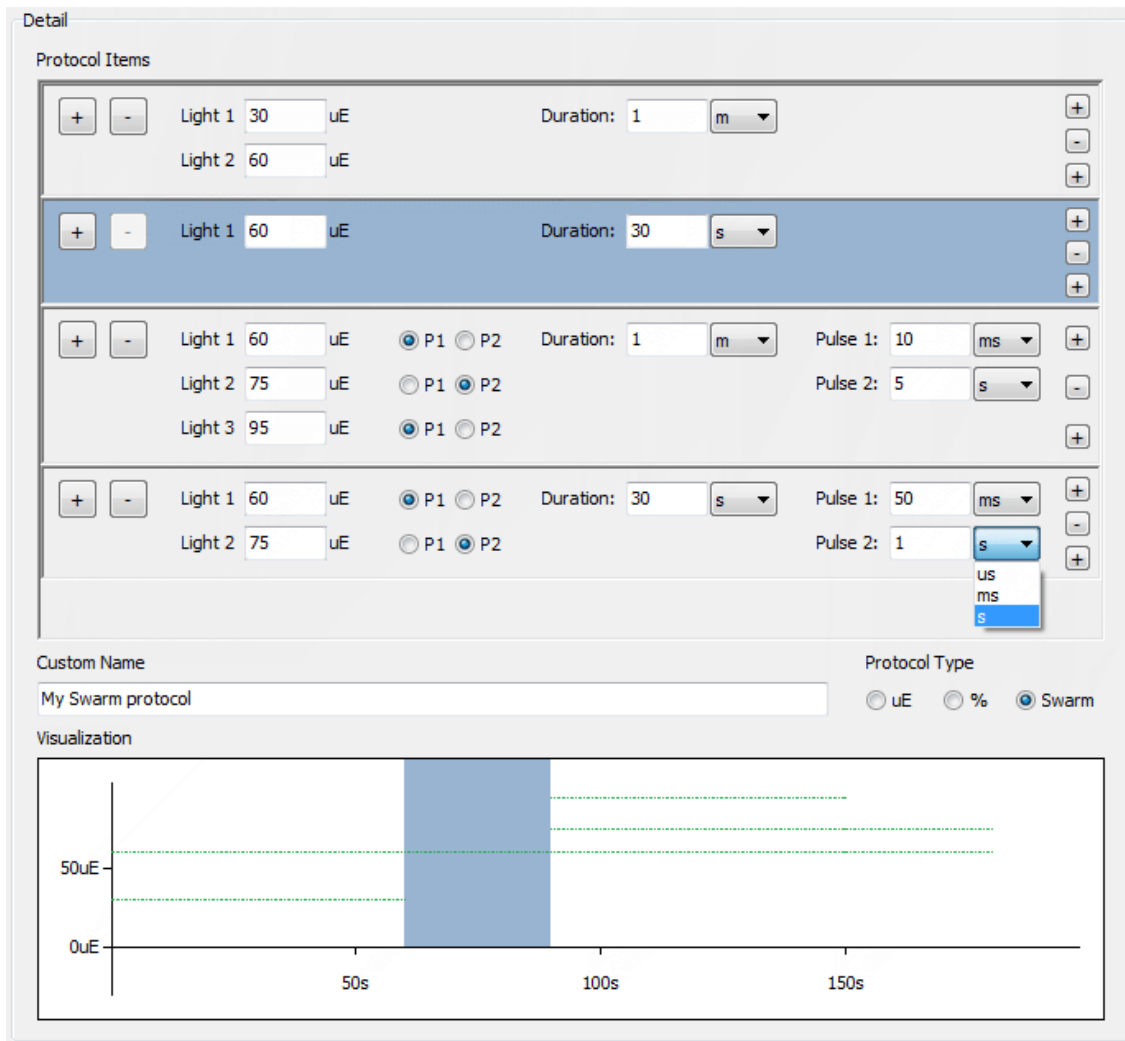 Detail
Protocol Items
+ - Light 1 30 uE Duration: 1 m +
-
Light 2 60 uE
+
+ - Light 1 60 uE Duration: 30 s +
-
+
+ - Light 1 60 uE P1 P2 Duration: 1 m Pulse 1: 10 ms +
Light 2 75 uE P1 P2 Pulse 2: 5 s -
Light 3 95 uE P1 P2 +
+ - Light 1 60 uE P1 P2 Duration: 30 s Pulse 1: 50 ms +
-
Light 2 75 uE P1 P2 Pulse 2: 1 s +
us
ms
s
Custom Name Protocol Type
My Swarm protocol uE % Swarm
Visualization
50uE
0uE
50s 100s 150s